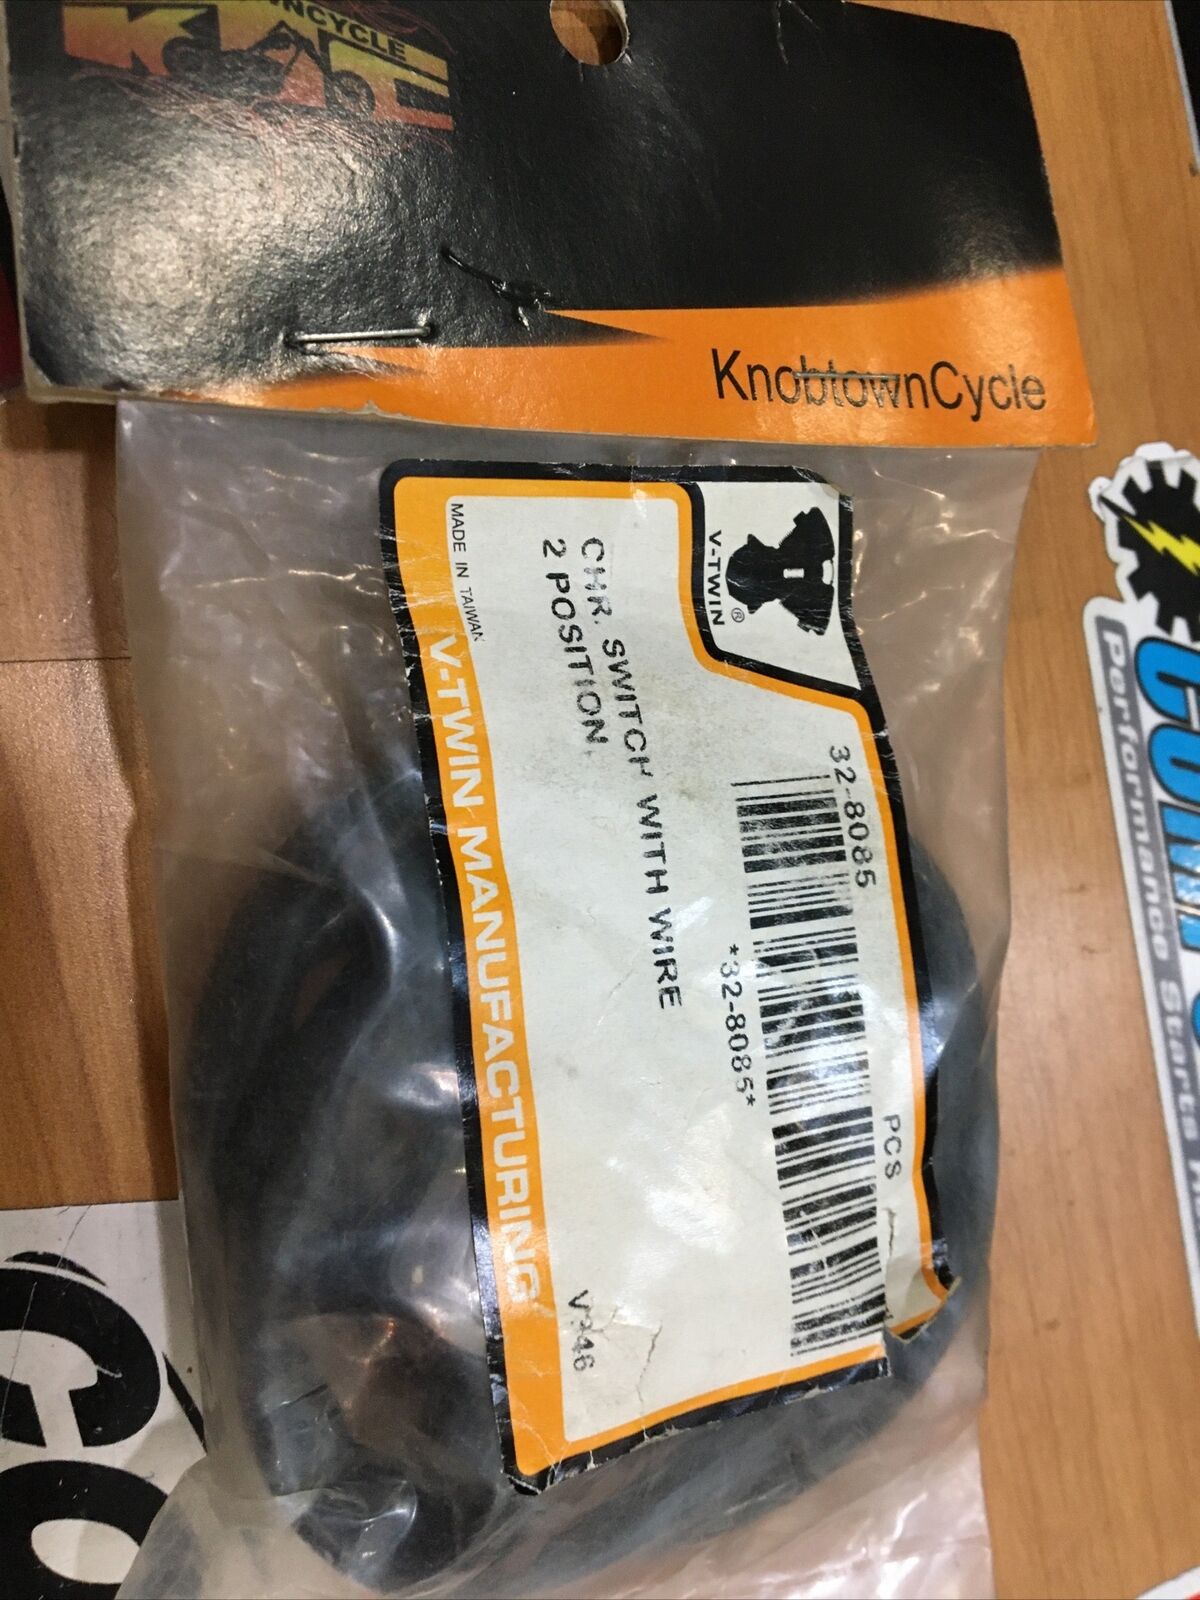 KnobtownCycle
V-TWIN ®
32-8085
PCS
*32-8085*
CHR. SWITCH WITH WIRE
2 POSITION
MADE IN TAIWAN
V-TWIN MANUFACTURING
Performance Starts